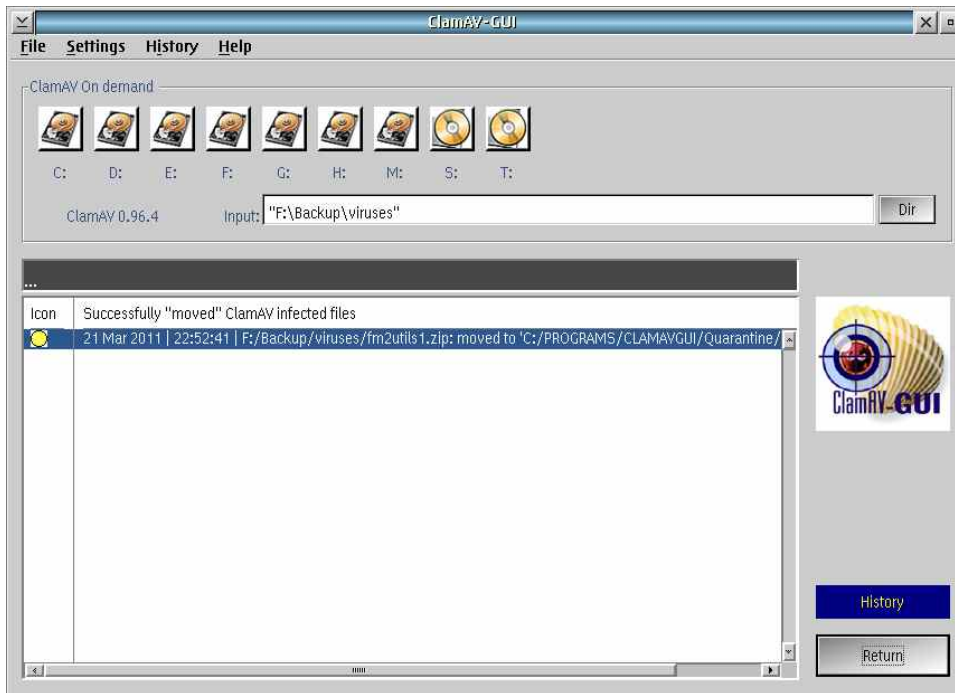 ClamAV-GUI
File Settings History Help
ClamAV On demand
C: D: E: F: G: H: M: S: T:
ClamAV 0.96.4 Input: "F:\Backup\viruses" Dir
...
Icon Successfully "moved" ClamAV infected files
21 Mar 2011 | 22:52:41 | F:/Backup/viruses/fm2utils1.zip: moved to 'C:/PROGRAMS/CLAMAVGUI/Quarantine/
ClamAV-GUI
History
Return